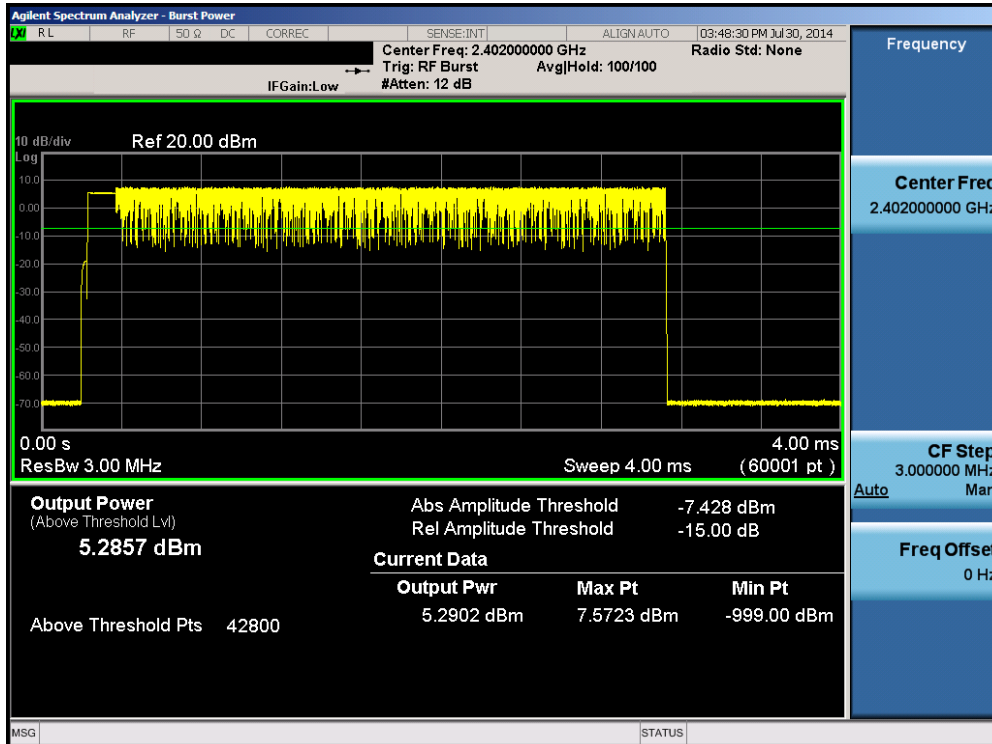 Agilent Spectrum Analyzer - Burst Power
LXI RL RF 50 Ω DC CORREC SENSE:INT ALIGN AUTO 03:48:30 PM Jul 30, 2014
Center Freq: 2.402000000 GHz Radio Std: None
Trig: RF Burst Avg|Hold: 100/100
IFGain:Low #Atten: 12 dB
Frequency
10 dB/div Ref 20.00 dBm
Log
10.0
0.00
-10.0
-20.0
-30.0
-40.0
-50.0
-60.0
-70.0
0.00 s 4.00 ms
ResBw 3.00 MHz Sweep 4.00 ms (60001 pt)
Center Freq
2.402000000 GHz
CF Step
3.000000 MHz
Auto Man
Freq Offset
0 Hz
Output Power
(Above Threshold Lvl)
5.2857 dBm
Above Threshold Pts 42800
Abs Amplitude Threshold -7.428 dBm
Rel Amplitude Threshold -15.00 dB
Current Data
Output Pwr Max Pt Min Pt
5.2902 dBm 7.5723 dBm -999.00 dBm
MSG STATUS